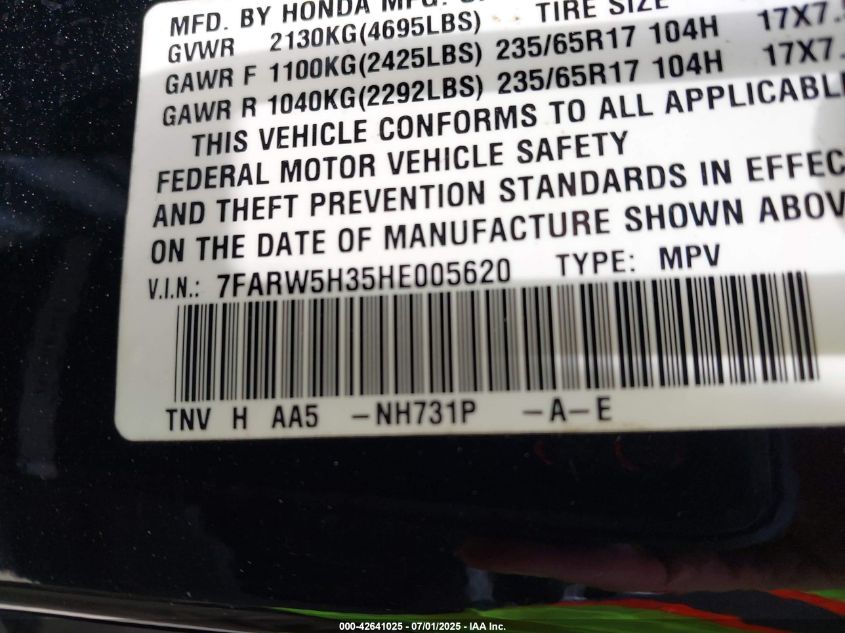 MFD. BY HONDA MFG.
GVWR 2130KG(4695LBS) TIRE SIZE
GAWR F 1100KG(2425LBS) 235/65R17 104H 17X7.
GAWR R 1040KG(2292LBS) 235/65R17 104H 17X7.
THIS VEHICLE CONFORMS TO ALL APPLICABL
FEDERAL MOTOR VEHICLE SAFETY
AND THEFT PREVENTION STANDARDS IN EFFEC
ON THE DATE OF MANUFACTURE SHOWN ABOV
V.I.N.: 7FARW5H35HE005620 TYPE: MPV
TNV H AA5 -NH731P -A-E
000-42641025 - 07/01/2025 - IAA Inc.